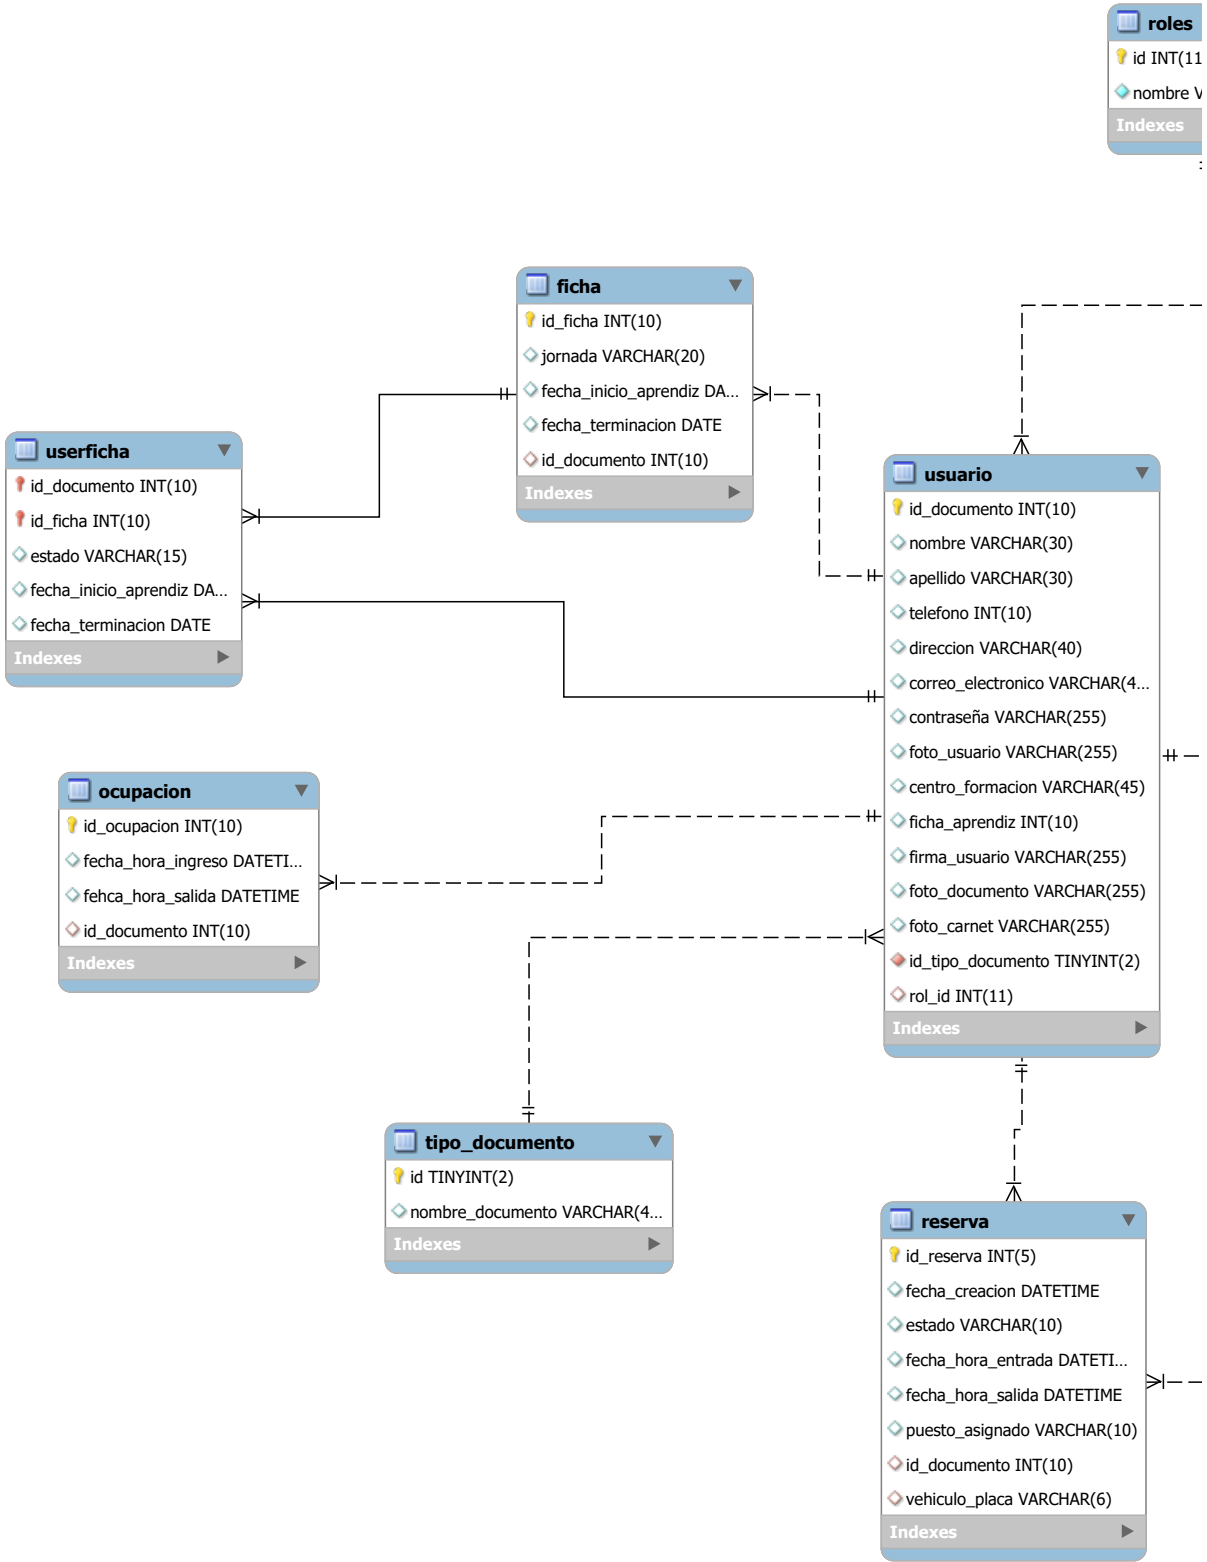 roles
id INT(11
nombre V
Indexes
ficha
id_ficha INT(10)
jornada VARCHAR(20)
fecha_inicio_aprendiz DA...
fecha_terminacion DATE
id_documento INT(10)
Indexes
userficha
id_documento INT(10)
id_ficha INT(10)
estado VARCHAR(15)
fecha_inicio_aprendiz DA...
fecha_terminacion DATE
Indexes
usuario
id_documento INT(10)
nombre VARCHAR(30)
apellido VARCHAR(30)
telefono INT(10)
direccion VARCHAR(40)
correo_electronico VARCHAR(4...
contraseña VARCHAR(255)
foto_usuario VARCHAR(255)
centro_formacion VARCHAR(45)
ficha_aprendiz INT(10)
firma_usuario VARCHAR(255)
foto_documento VARCHAR(255)
foto_carnet VARCHAR(255)
id_tipo_documento TINYINT(2)
rol_id INT(11)
Indexes
ocupacion
id_ocupacion INT(10)
fecha_hora_ingreso DATETI...
fehca_hora_salida DATETIME
id_documento INT(10)
Indexes
tipo_documento
id TINYINT(2)
nombre_documento VARCHAR(4...
Indexes
reserva
id_reserva INT(5)
fecha_creacion DATETIME
estado VARCHAR(10)
fecha_hora_entrada DATETI...
fecha_hora_salida DATETIME
puesto_asignado VARCHAR(10)
id_documento INT(10)
vehiculo_placa VARCHAR(6)
Indexes